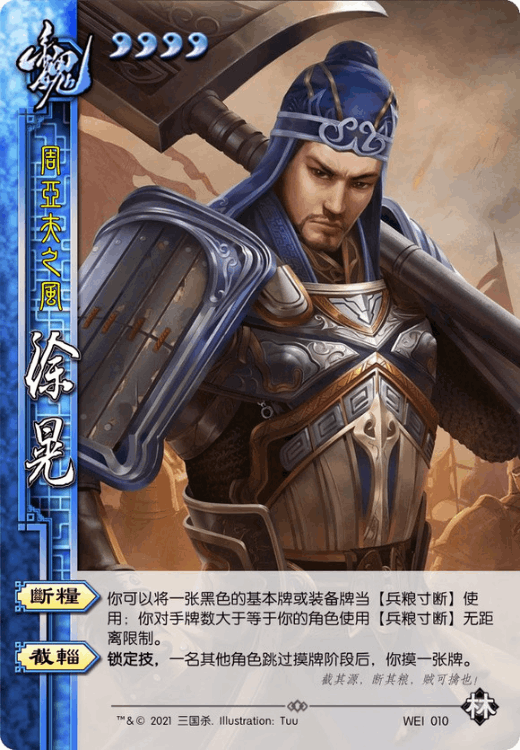 魏
周亞夫之風
徐晃
斷糧
你可以将一张黑色的基本牌或装备牌当【兵粮寸断】使
用；你对手牌数大于等于你的角色使用【兵粮寸断】无距
离限制。
截輜
锁定技，一名其他角色跳过摸牌阶段后，你摸一张牌。
截其源，断其粮，贼可擒也！
™&© 2021 三国杀. Illustration: Tuu
WEI 010
林